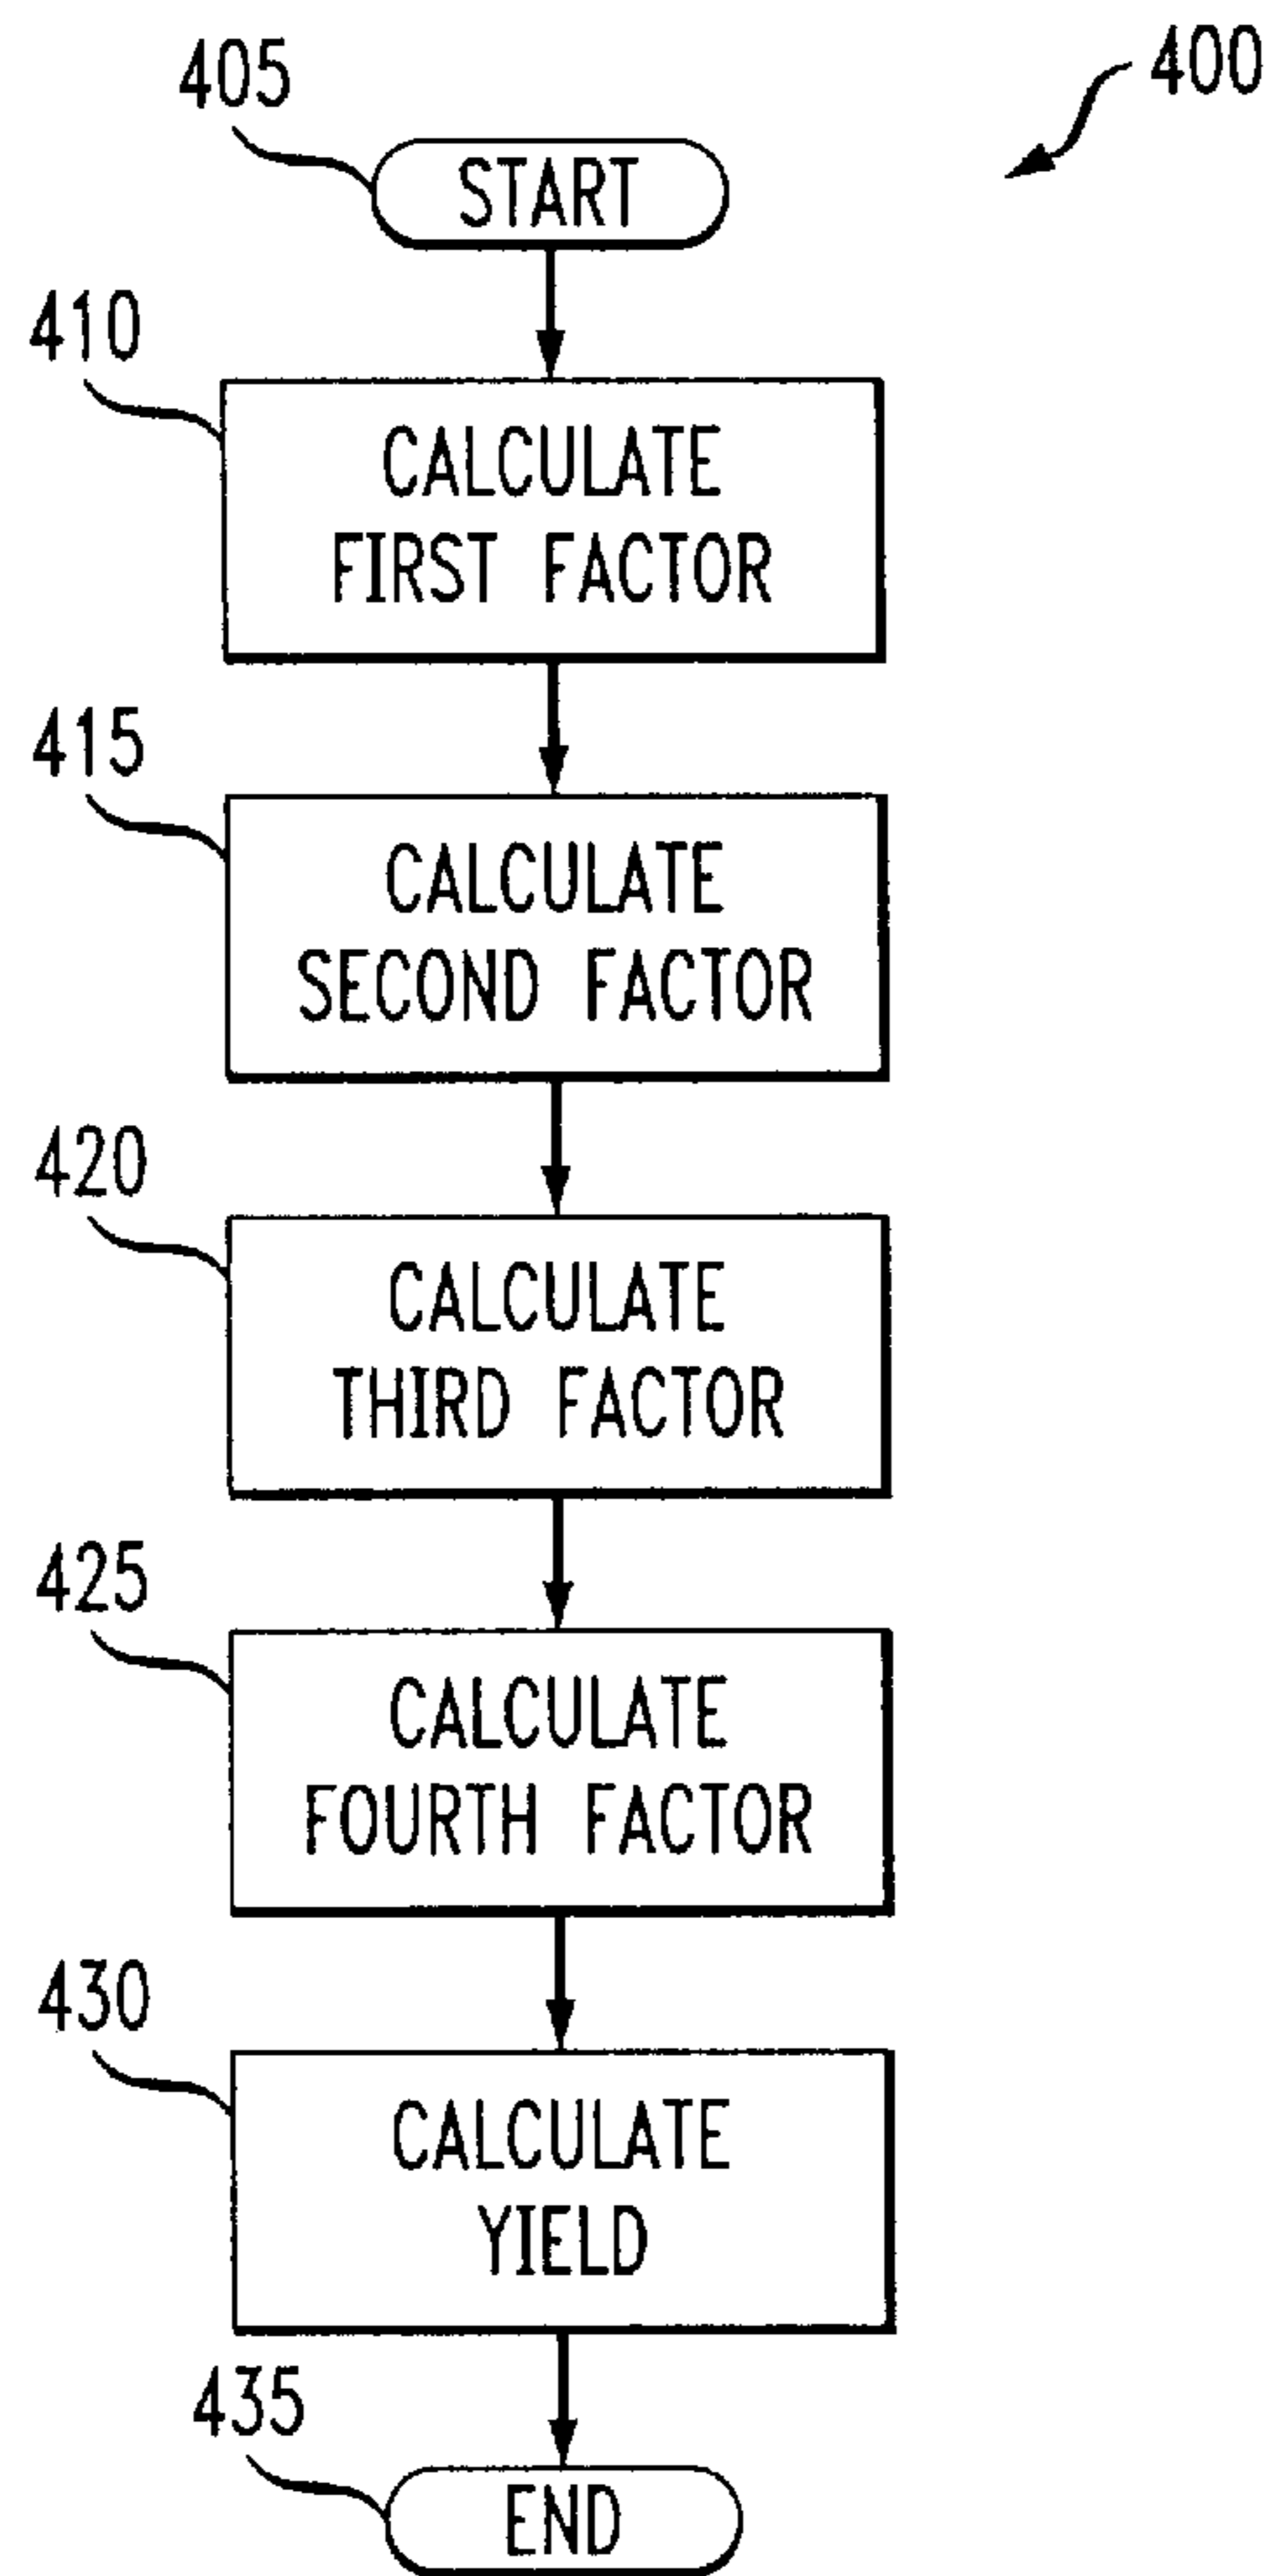 400
405
START
410
CALCULATE
FIRST FACTOR
415
CALCULATE
SECOND FACTOR
420
CALCULATE
THIRD FACTOR
425
CALCULATE
FOURTH FACTOR
430
CALCULATE
YIELD
435
END